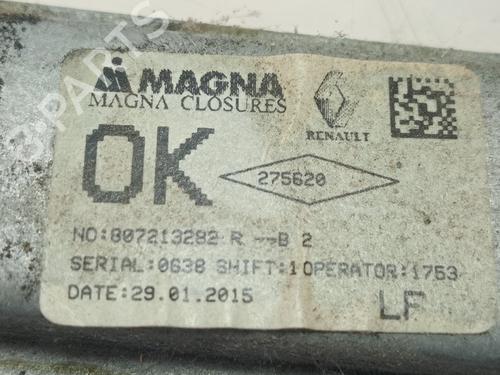 MAGNA
MAGNA CLOSURES
RENAULT
OK
275620
NO:807213282 R --B 2
SERIAL:0638 SHIFT:1 OPERATOR:1753
DATE:29.01.2015
LF